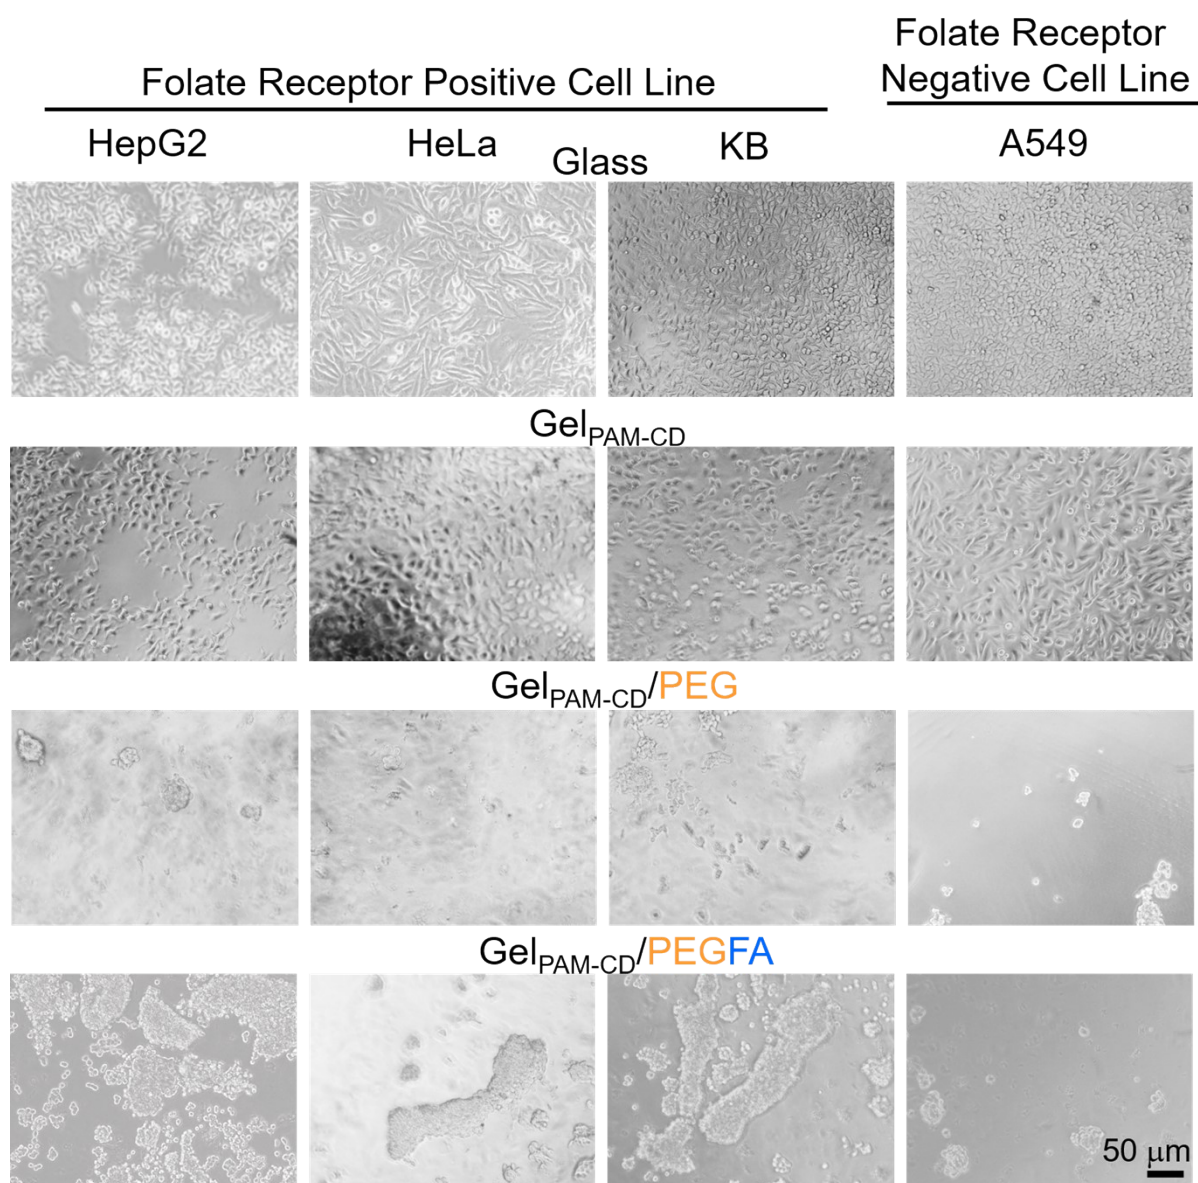 Folate Receptor
Negative Cell Line
Folate Receptor Positive Cell Line
HepG2
HeLa
KB
A549
Glass
GelPAM-CD
GelPAM-CD/PEG
GelPAM-CD/PEGFA
50 μm